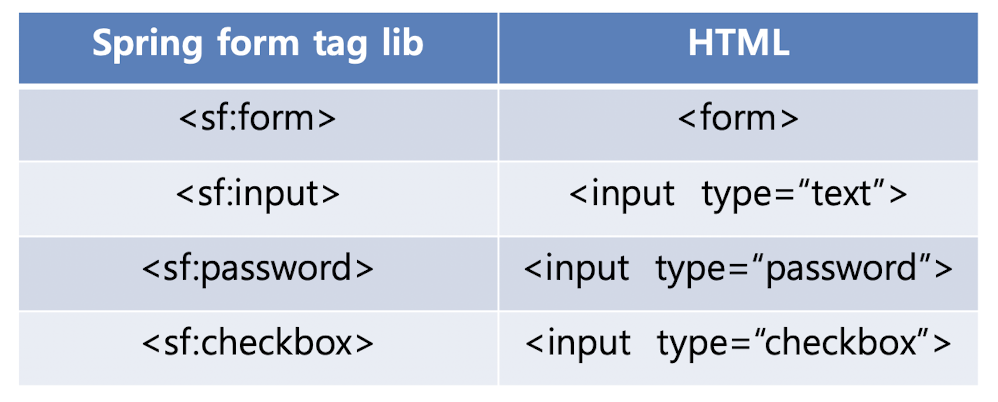 Spring form tag lib HTML
<sf:form> <form>
<sf:input> <input type=“text”>
<sf:password> <input type=“password”>
<sf:checkbox> <input type=“checkbox”>